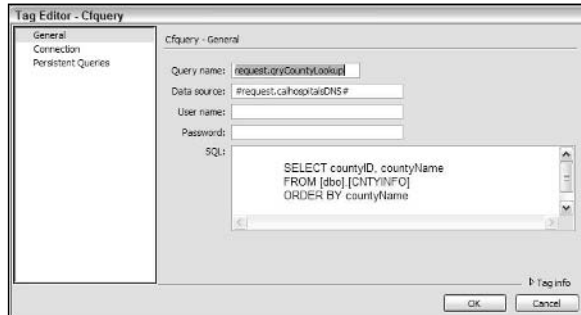 Tag Editor - Cfquery
General
Connection
Persistent Queries
Cfquery - General
Query name: request.qryCountyLookup
Data source: #request.calhospitalsDNS#
User name:
Password:
SQL:
SELECT countyID, countyName
FROM [dbo].[CNTYINFO]
ORDER BY countyName
Tag info
OK Cancel